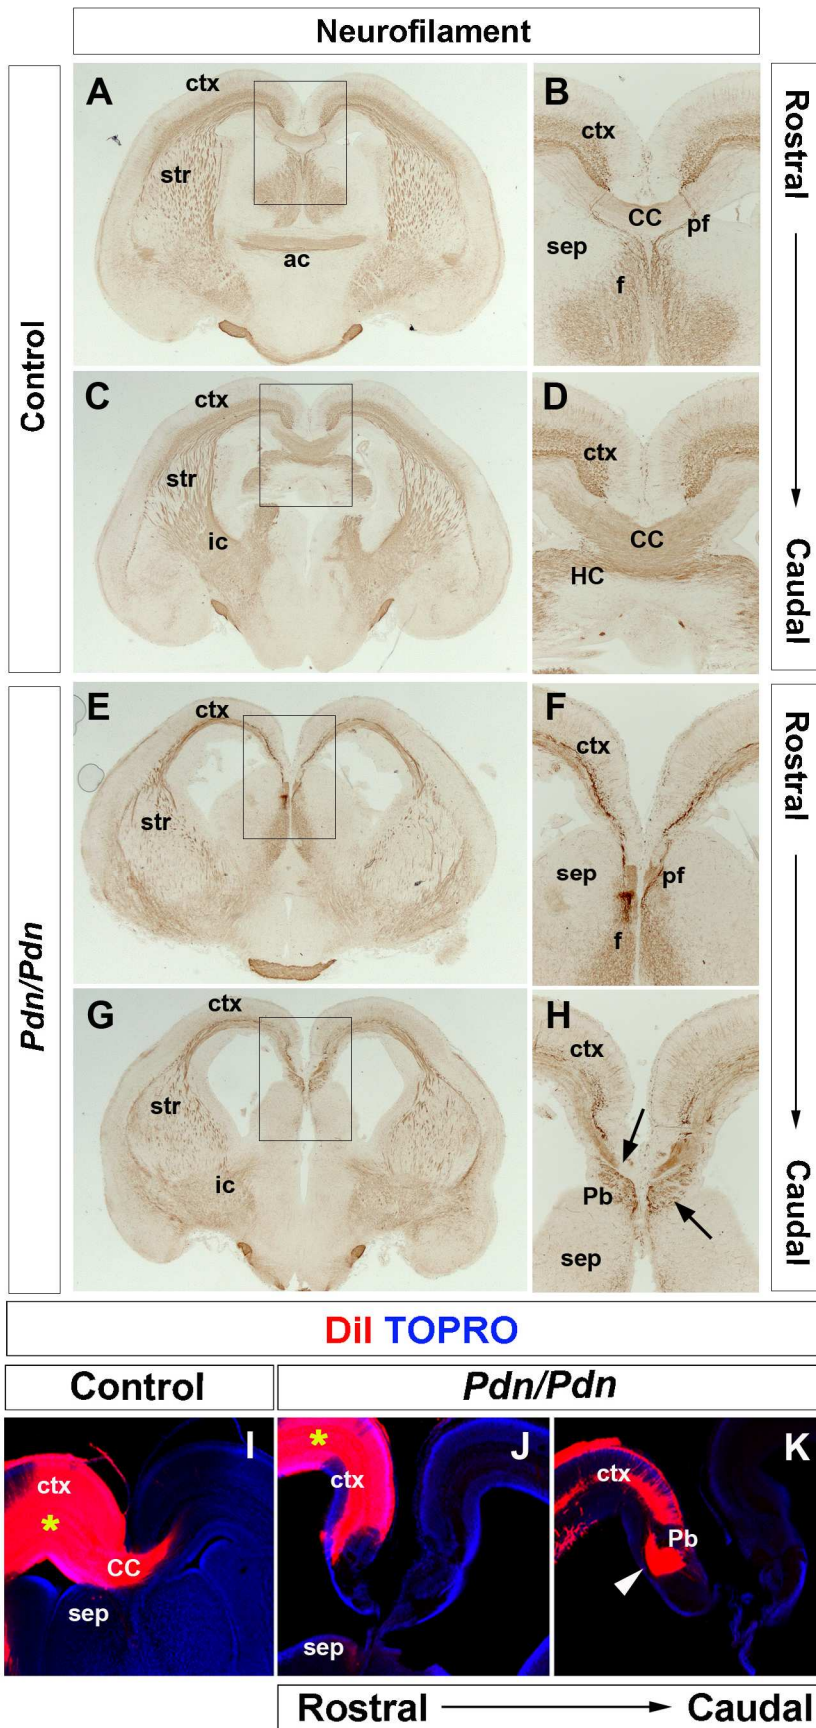 Neurofilament
Control
Rostral
Caudal
A
ctx
str
ac
B
ctx
CC
pf
sep
f
C
ctx
str
ic
D
ctx
CC
HC
Pdn/Pdn
Rostral
Caudal
E
ctx
str
F
ctx
sep
pf
f
G
ctx
str
ic
H
ctx
Pb
sep
DiI TOPRO
Control
Pdn/Pdn
I
ctx
*
CC
sep
J
*
ctx
sep
K
ctx
Pb
Rostral
Caudal